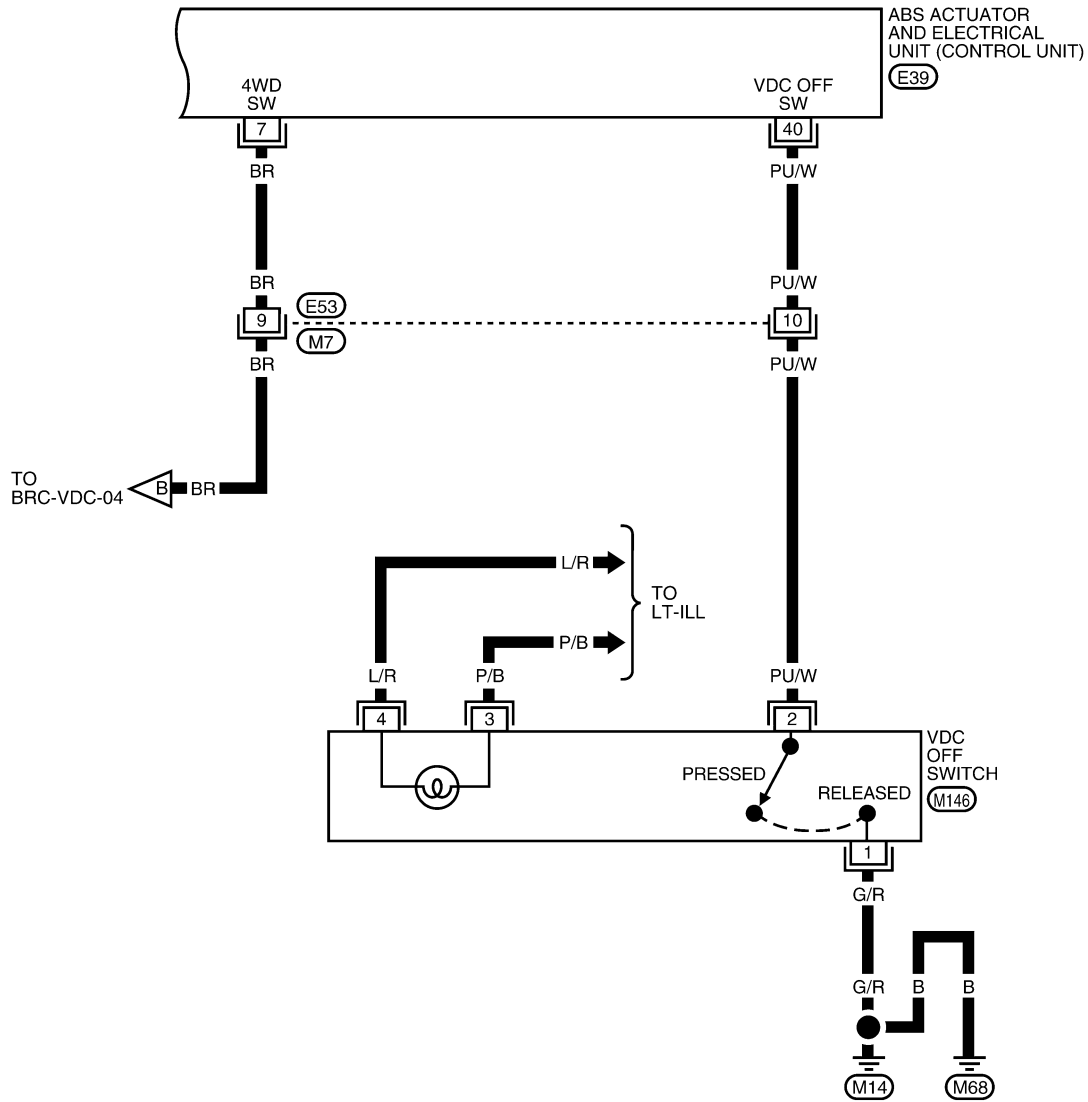 ABS ACTUATOR
AND ELECTRICAL
UNIT (CONTROL UNIT)
E39
4WD
SW
VDC OFF
SW
7
40
BR
PU/W
BR
PU/W
E53
9
10
M7
BR
PU/W
TO
BRC-VDC-04
B
BR
L/R
TO
LT-ILL
P/B
L/R
P/B
PU/W
4
3
2
VDC
OFF
SWITCH
M146
PRESSED
RELEASED
1
G/R
G/R
B
B
M14
M68